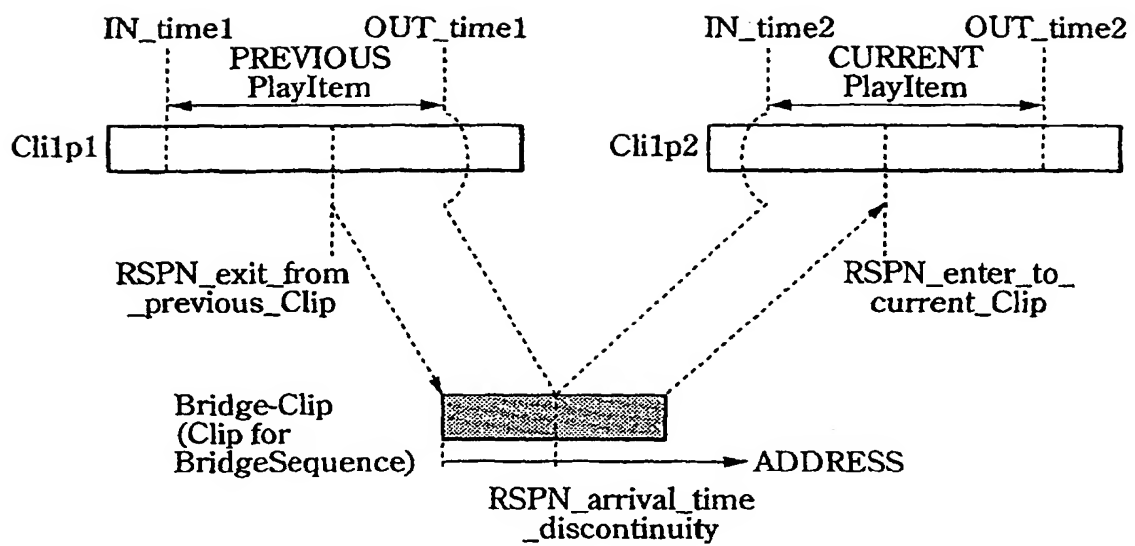 IN_time1
OUT_time1
IN_time2
OUT_time2
PREVIOUS
PlayItem
CURRENT
PlayItem
Cli1p1
Cli1p2
RSPN_exit_from
_previous_Clip
RSPN_enter_to_
current_Clip
Bridge-Clip
(Clip for
BridgeSequence)
ADDRESS
RSPN_arrival_time
_discontinuity